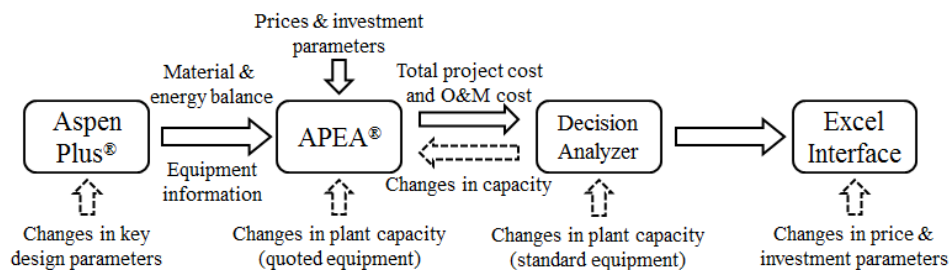 Prices & investment
parameters
Material &
energy balance
Total project cost
and O&M cost
Aspen
Plus®
APEA®
Decision
Analyzer
Excel
Interface
Equipment
information
Changes in capacity
Changes in key
design parameters
Changes in plant capacity
(quoted equipment)
Changes in plant capacity
(standard equipment)
Changes in price &
investment parameters